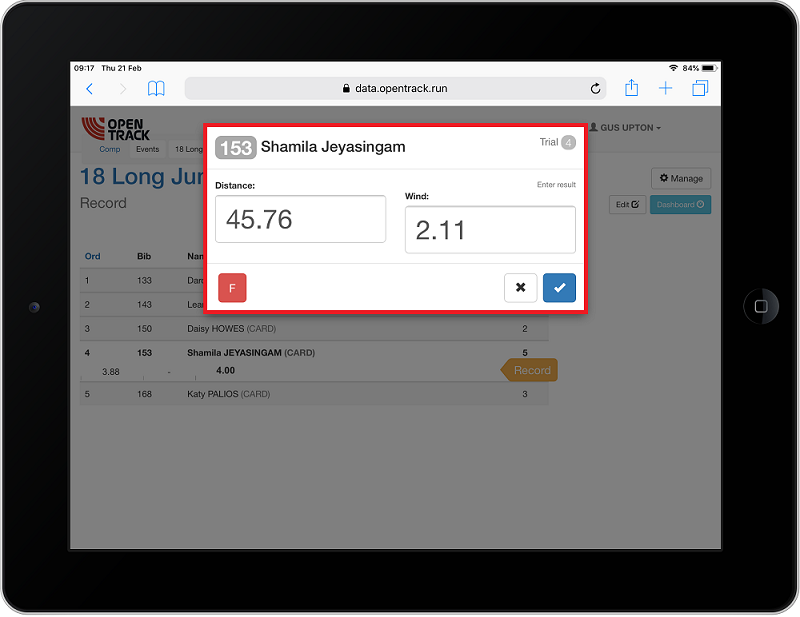 09:17 Thu 21 Feb
84%
data.opentrack.run
OPEN
TRACK
GUS UPTON
Comp Events 18 Long
18 Long Jur
Record
Manage
Edit Dashboard
153 Shamila Jeyasingam
Trial 4
Enter result
Distance: Wind:
45.76 2.11
F
Ord Bib
1 133
2 143
3 150 Daisy HOWES (CARD) 2
4 153 Shamila JEYASINGAM (CARD) 5
3.88 - 4.00
Record
5 168 Katy PALIOS (CARD) 3